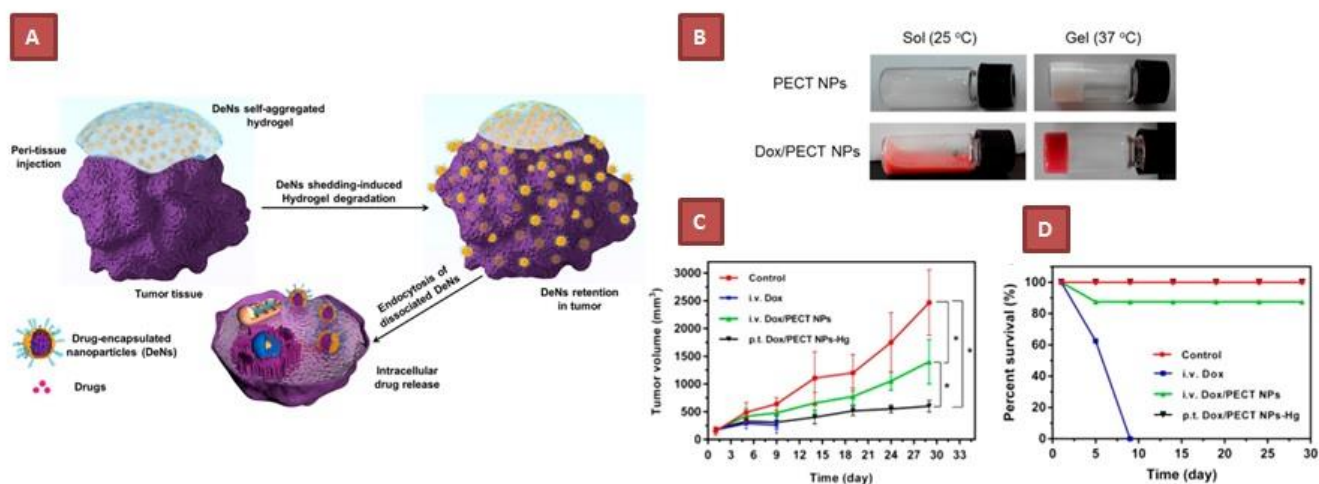 A
DeNs self-aggregated
hydrogel
Peri-tissue
injection
DeNs shedding-induced
Hydrogel degradation
Tumor tissue
Endocytosis of
dissociated DeNs
DeNs retention
in tumor
Drug-encapsulated
nanoparticles (DeNs)
Drugs
Intracellular
drug release
B
Sol (25 °C)
Gel (37 °C)
PECT NPs
Dox/PECT NPs
C
Control
i.v. Dox
i.v. Dox/PECT NPs
p.t. Dox/PECT NPs-Hg
Tumor volume (mm³)
3000
2500
2000
1500
1000
500
0
0 3 6 9 12 15 18 21 24 27 30 33
Time (day)
*
*
*
D
Control
i.v. Dox
i.v. Dox/PECT NPs
p.t. Dox/PECT NPs-Hg
Percent survival (%)
100
80
60
40
20
0
0 5 10 15 20 25 30
Time (day)